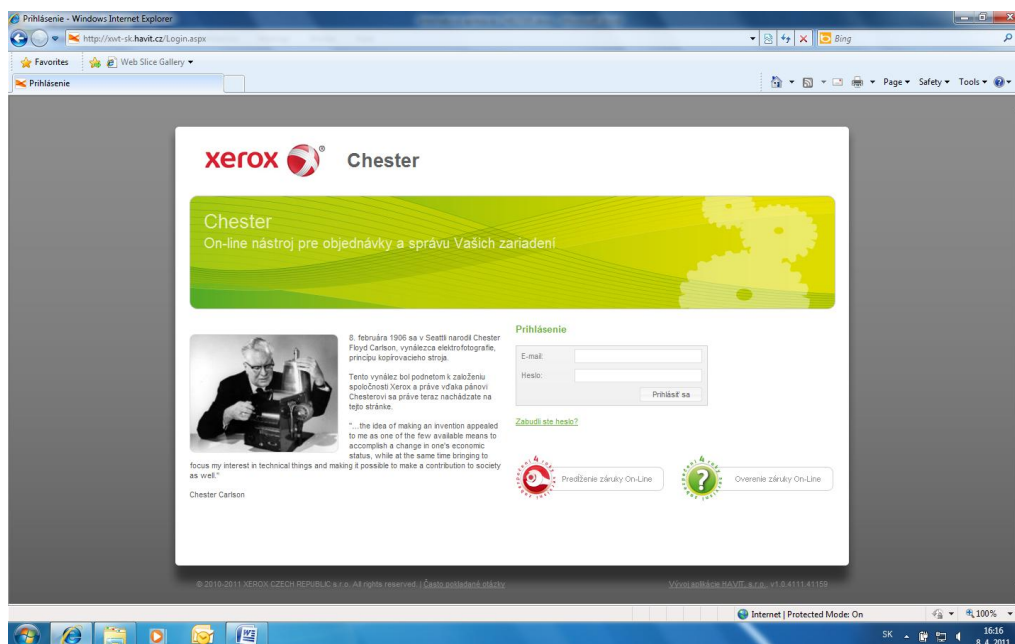 Prihlásenie - Windows Internet Explorer
http://xwt-sk.havit.cz/Login.aspx
Bing
Favorites
Web Slice Gallery
Prihlásenie
Page
Safety
Tools
xerox ® Chester
Chester
On-line nástroj pre objednávky a správu Vašich zariadení
8. februára 1906 sa v Seattli narodil Chester
Floyd Carlson, vynálezca elektrofotografie,
princípu kopírovacieho stroja.
Tento vynález bol podnetom k založeniu
spoločnosti Xerox a práve vďaka pánovi
Chesterovi sa práve teraz nachádzate na
tejto stránke.
"...the idea of making an invention appealed
to me as one of the few available means to
accomplish a change in one's economic
status, while at the same time bringing to
focus my interest in technical things and making it possible to make a contribution to society
as well."
Chester Carlson
Prihlásenie
E-mail:
Heslo:
Prihlásiť sa
Zabudli ste heslo?
Predĺženie záruky On-Line
Overenie záruky On-Line
© 2010-2011 XEROX CZECH REPUBLIC s.r.o. All rights reserved. | Často pokladané otázky
Vývoj aplikácie HAVIT, s.r.o., v1.0.4111.41159
Internet | Protected Mode: On
100%
SK
16:16
8. 4. 2011